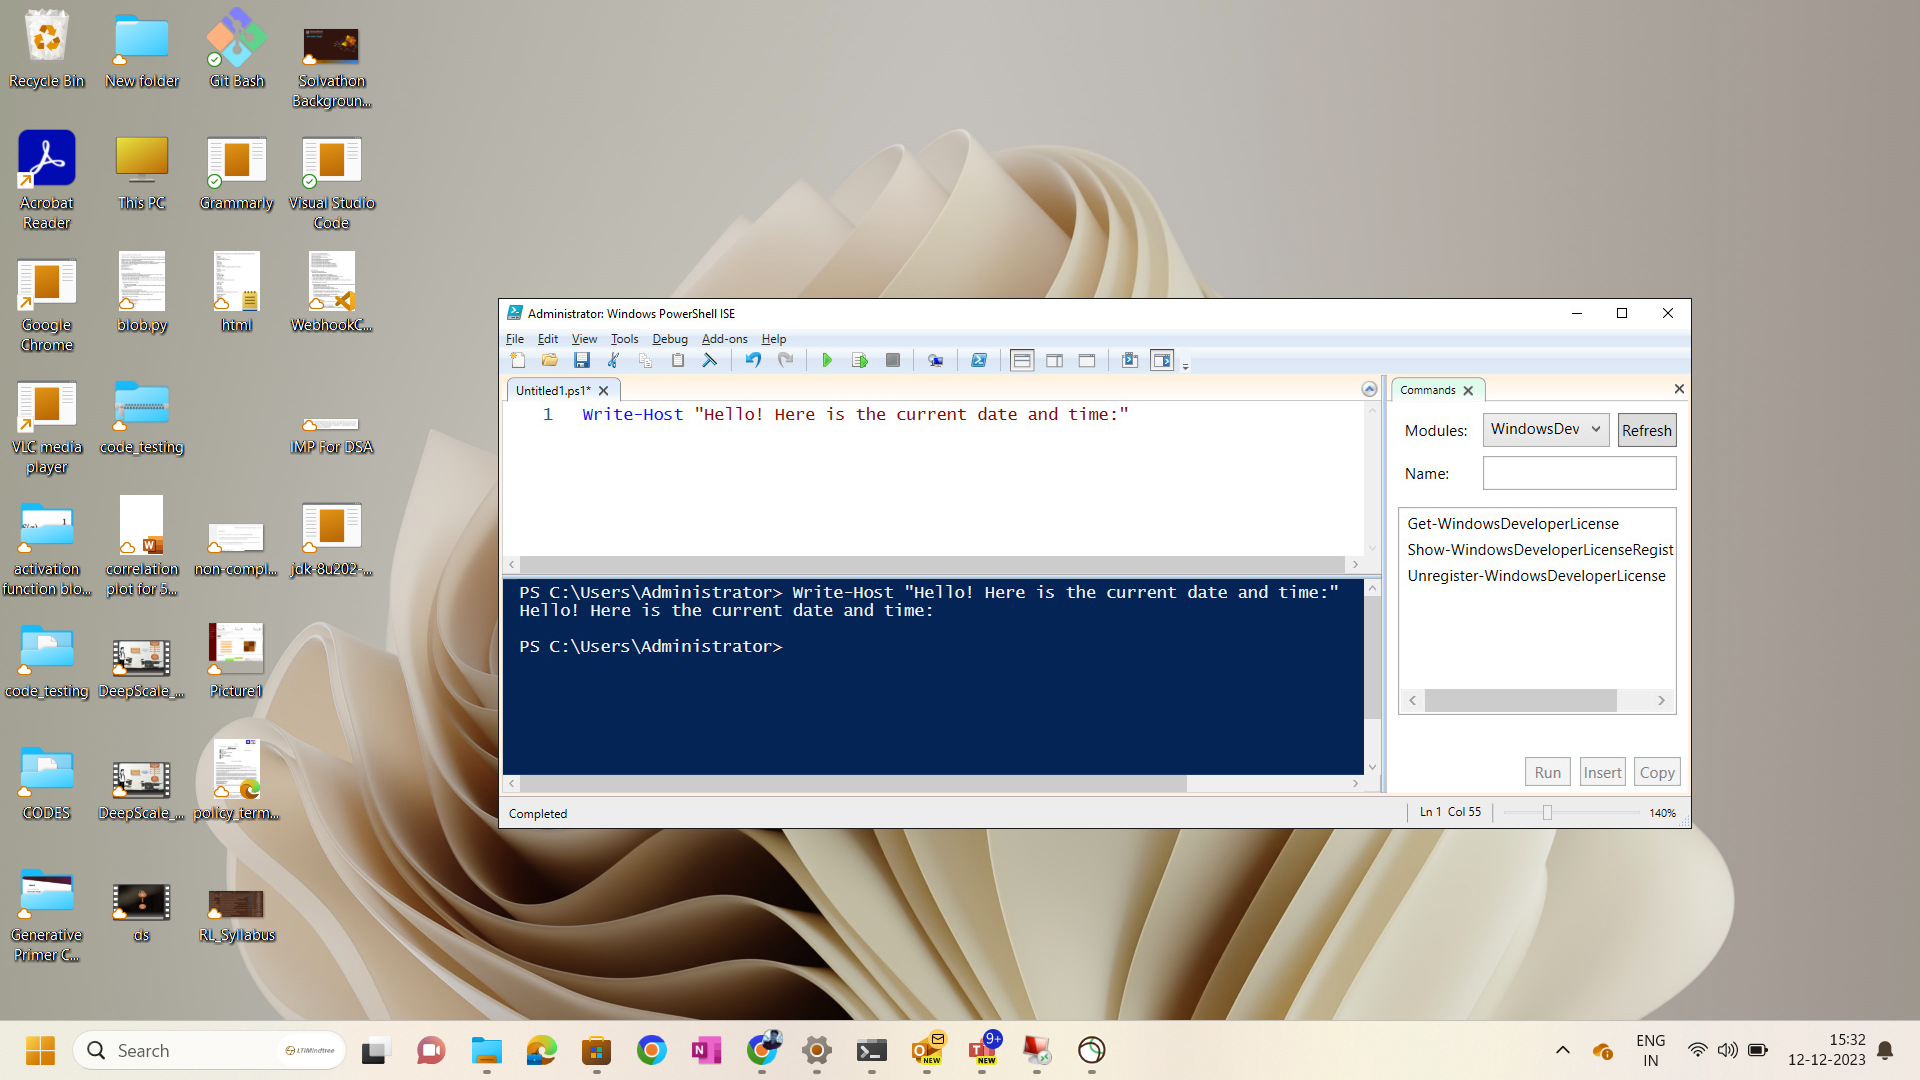 Recycle Bin
New folder
Git Bash
Solvathon
Backgroun...
Acrobat
Reader
This PC
Grammarly
Visual Studio
Code
Google
Chrome
blob.py
html
WebhookC...
VLC media
player
code_testing
IMP For DSA
activation
function blo...
correlation
plot for 5...
non-compl...
jdk-8u202-...
code_testing
DeepScale_...
Picture1
CODES
DeepScale_...
policy_term...
Generative
Primer C...
ds
RL_Syllabus
Administrator: Windows PowerShell ISE
File Edit View Tools Debug Add-ons Help
Untitled1.ps1*
1 Write-Host "Hello! Here is the current date and time:"
PS C:\Users\Administrator> Write-Host "Hello! Here is the current date and time:"
Hello! Here is the current date and time:
PS C:\Users\Administrator>
Commands
Modules: WindowsDev Refresh
Name:
Get-WindowsDeveloperLicense
Show-WindowsDeveloperLicenseRegist
Unregister-WindowsDeveloperLicense
Run Insert Copy
Completed
Ln 1 Col 55
140%
Search
LTIMindtree
NEW
9+
NEW
ENG
IN
15:32
12-12-2023